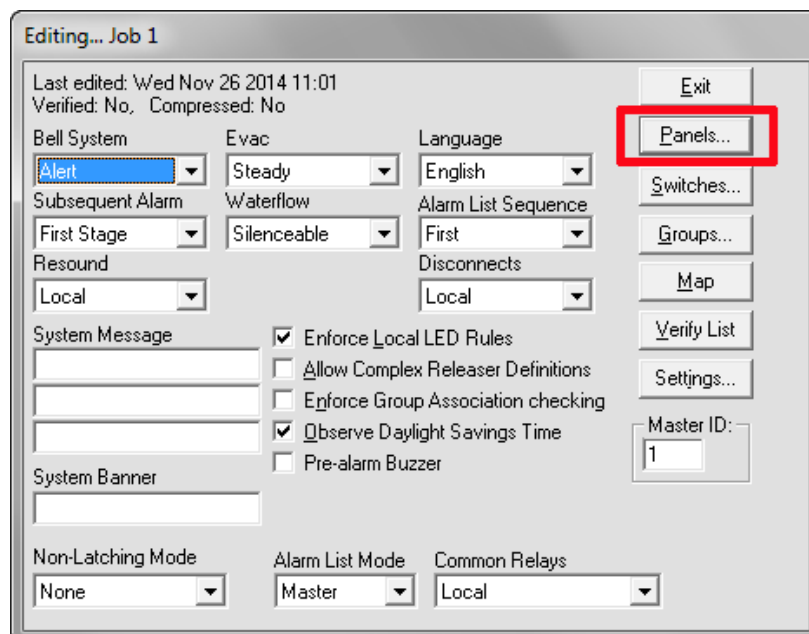 Editing... Job 1
Last edited: Wed Nov 26 2014 11:01
Verified: No, Compressed: No
Exit
Panels...
Switches...
Groups...
Map
Verify List
Settings...
Master ID:
1
Bell System Evac Language
Alert Steady English
Subsequent Alarm Waterflow Alarm List Sequence
First Stage Silenceable First
Resound Disconnects
Local Local
System Message
Enforce Local LED Rules
Allow Complex Releaser Definitions
Enforce Group Association checking
Observe Daylight Savings Time
Pre-alarm Buzzer
System Banner
Non-Latching Mode Alarm List Mode Common Relays
None Master Local